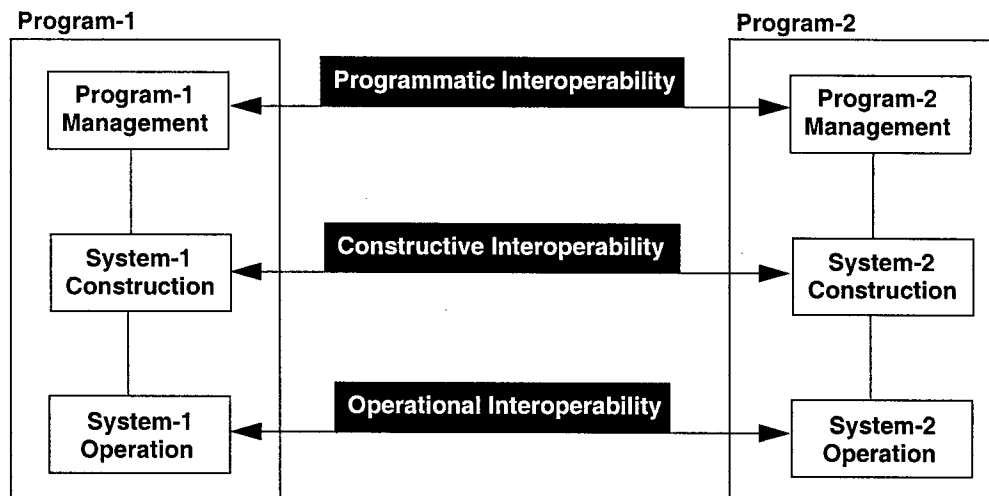 Program-1
Program-2
Programmatic Interoperability
Program-1
Management
Program-2
Management
Constructive Interoperability
System-1
Construction
System-2
Construction
Operational Interoperability
System-1
Operation
System-2
Operation